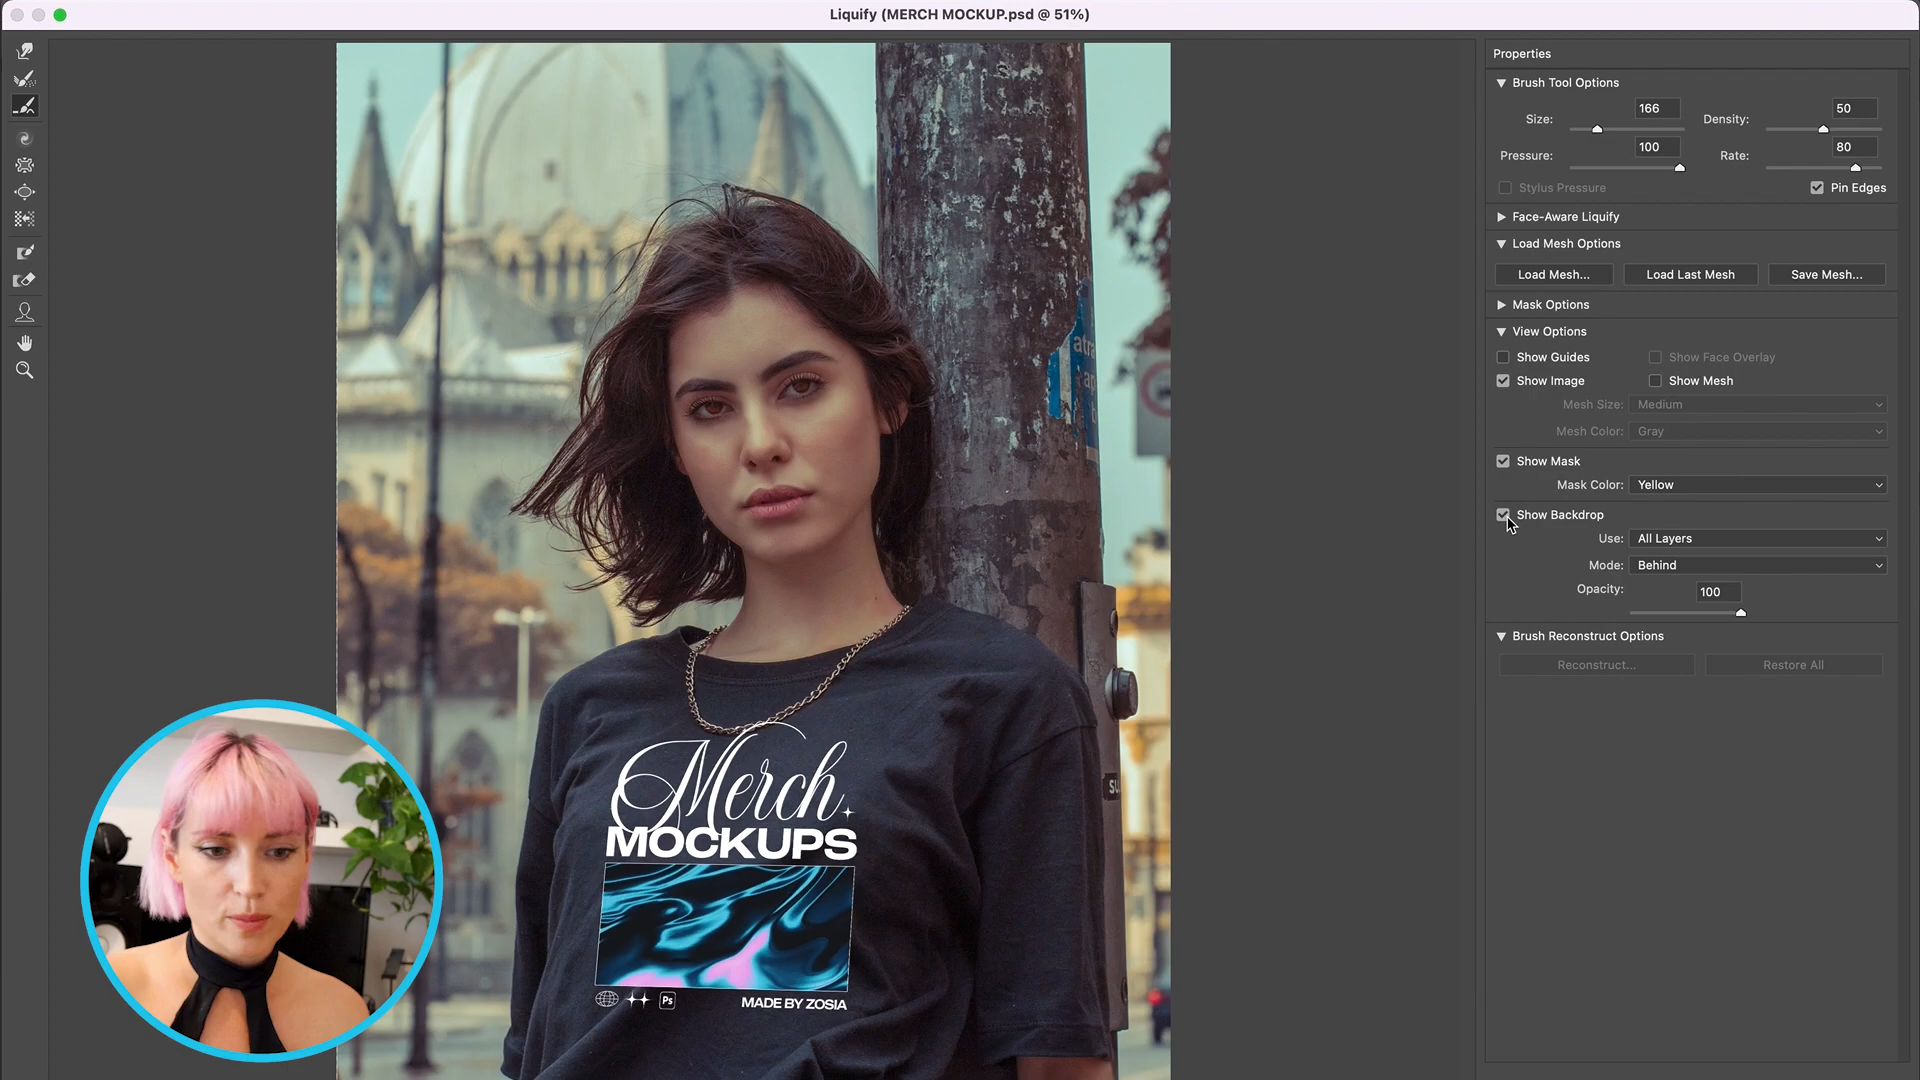 Liquify (MERCH MOCKUP.psd @ 51%)
Properties
Brush Tool Options
Size: 166 Density: 50
Pressure: 100 Rate: 80
Stylus Pressure Pin Edges
Face-Aware Liquify
Load Mesh Options
Load Mesh... Load Last Mesh Save Mesh...
Mask Options
View Options
Show Guides Show Face Overlay
Show Image Show Mesh
Mesh Size: Medium
Mesh Color: Gray
Show Mask
Mask Color: Yellow
Show Backdrop
Use: All Layers
Mode: Behind
Opacity: 100
Brush Reconstruct Options
Reconstruct... Restore All
Merch
MOCKUPS
Ps MADE BY ZOSIA